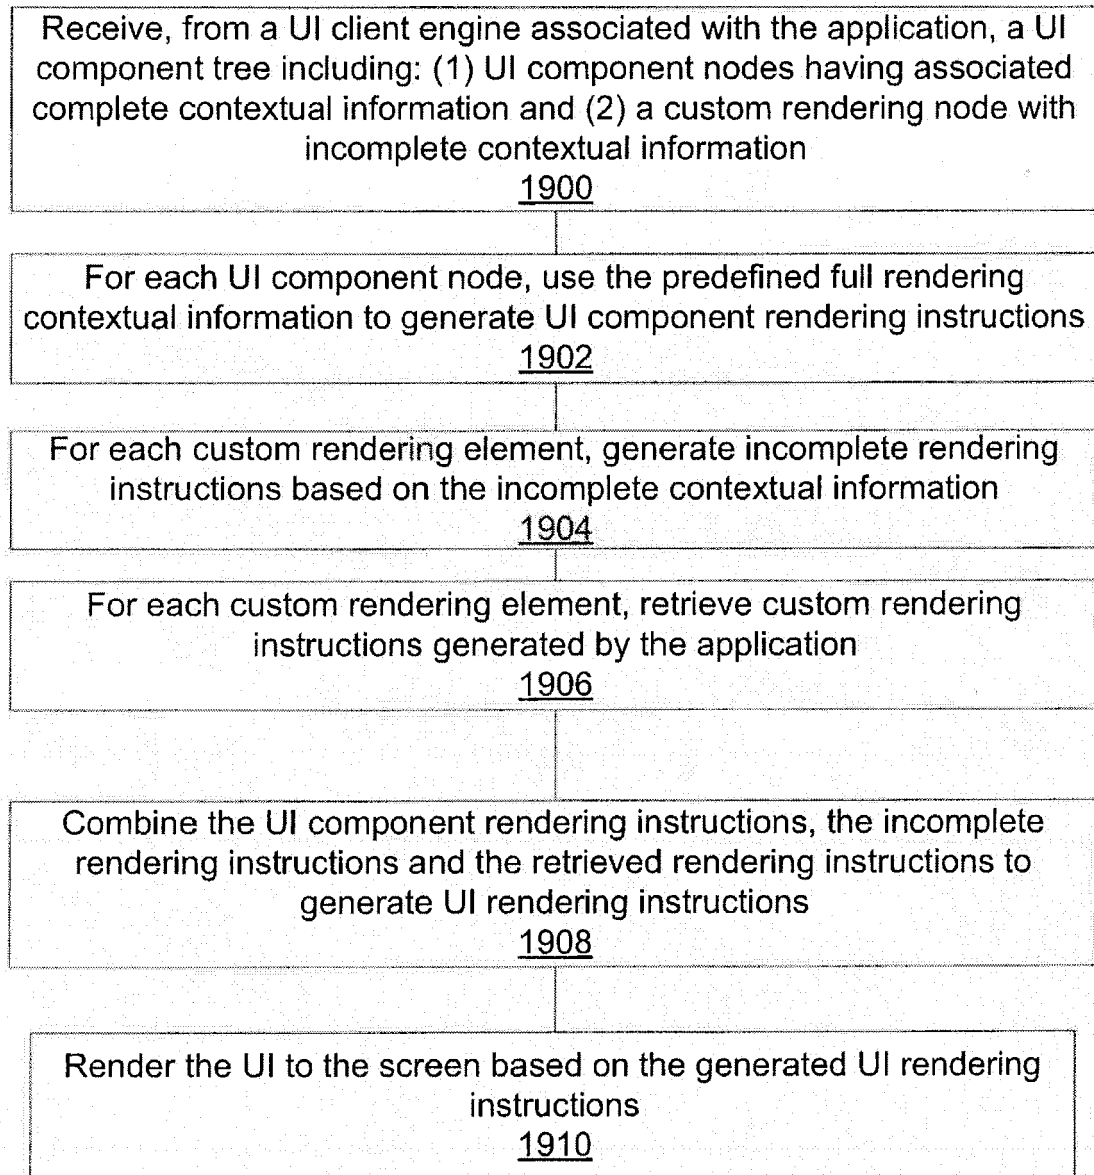 Receive, from a UI client engine associated with the application, a UI
component tree including: (1) UI component nodes having associated
complete contextual information and (2) a custom rendering node with
incomplete contextual information
1900
For each UI component node, use the predefined full rendering
contextual information to generate UI component rendering instructions
1902
For each custom rendering element, generate incomplete rendering
instructions based on the incomplete contextual information
1904
For each custom rendering element, retrieve custom rendering
instructions generated by the application
1906
Combine the UI component rendering instructions, the incomplete
rendering instructions and the retrieved rendering instructions to
generate UI rendering instructions
1908
Render the UI to the screen based on the generated UI rendering
instructions
1910